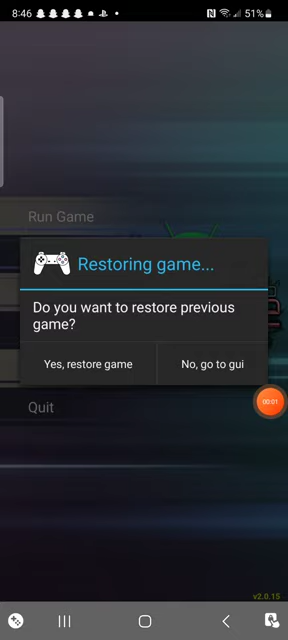 8:46
51%
Run Game
Restoring game...
Do you want to restore previous
game?
Yes, restore game
No, go to gui
00:01
Quit
v2.0.15